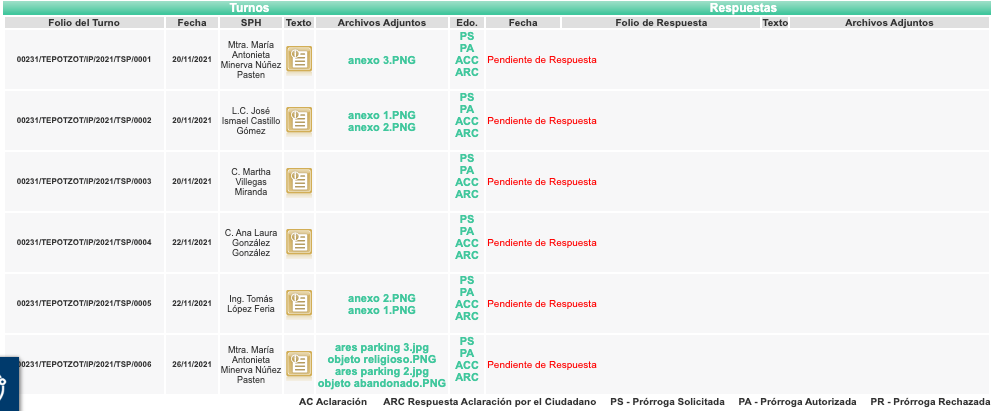 Turnos Respuestas
Folio del Turno Fecha SPH Texto Archivos Adjuntos Edo. Fecha Folio de Respuesta Texto Archivos Adjuntos
00231/TEPOTZOT/IP/2021/TSP/0001 20/11/2021 Mtra. María Antonieta Minerva Núñez Pasten anexo 3.PNG PS PA ACC ARC Pendiente de Respuesta
00231/TEPOTZOT/IP/2021/TSP/0002 20/11/2021 L.C. José Ismael Castillo Gómez anexo 1.PNG anexo 2.PNG PS PA ACC ARC Pendiente de Respuesta
00231/TEPOTZOT/IP/2021/TSP/0003 20/11/2021 C. Martha Villegas Miranda PS PA ACC ARC Pendiente de Respuesta
00231/TEPOTZOT/IP/2021/TSP/0004 22/11/2021 C. Ana Laura González González PS PA ACC ARC Pendiente de Respuesta
00231/TEPOTZOT/IP/2021/TSP/0005 22/11/2021 Ing. Tomás López Feria anexo 2.PNG anexo 1.PNG PS PA ACC ARC Pendiente de Respuesta
0231/TEPOTZOT/IP/2021/TSP/0006 26/11/2021 Mtra. María Antonieta Minerva Núñez Pasten ares parking 3.jpg objeto religioso.PNG ares parking 2.jpg objeto abandonado.PNG PS PA ACC ARC Pendiente de Respuesta
AC Aclaración ARC Respuesta Aclaración por el Ciudadano PS - Prórroga Solicitada PA - Prórroga Autorizada PR - Prórroga Rechazada